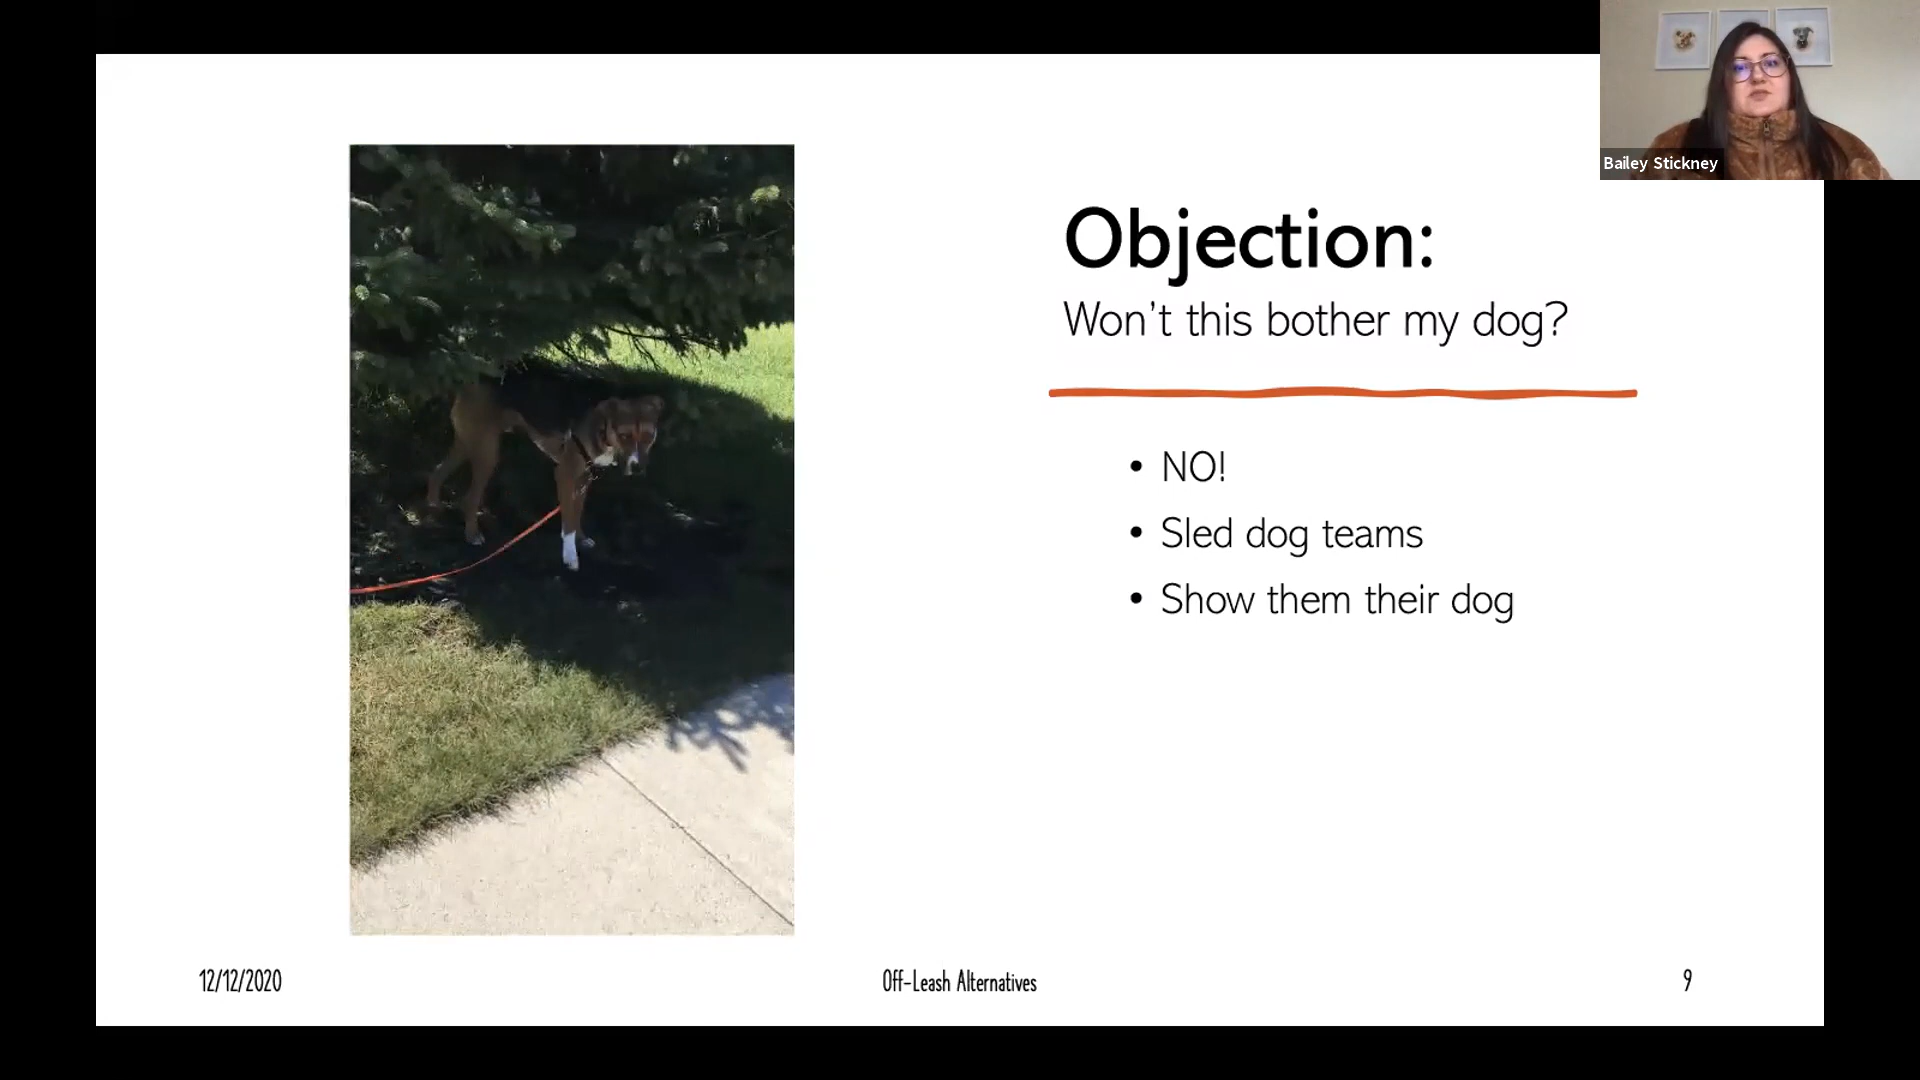 Bailey Stickney
Objection:
Won't this bother my dog?
• NO!
• Sled dog teams
• Show them their dog
12/12/2020
Off-Leash Alternatives
9